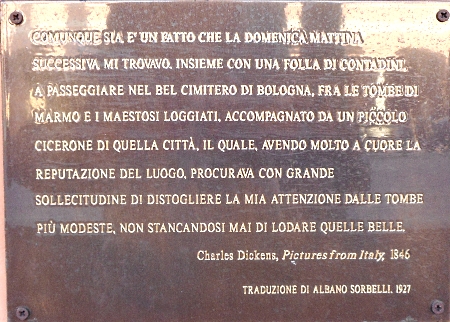 COMUNQUE SIA, E' UN FATTO CHE LA DOMENICA MATTINA
SUCCESSIVA MI TROVAVO, INSIEME CON UNA FOLLA DI CONTADINI,
A PASSEGGIARE NEL BEL CIMITERO DI BOLOGNA, FRA LE TOMBE DI
MARMO E I MAESTOSI LOGGIATI, ACCOMPAGNATO DA UN PICCOLO
CICERONE DI QUELLA CITTÀ, IL QUALE, AVENDO MOLTO A CUORE LA
REPUTAZIONE DEL LUOGO, PROCURAVA CON GRANDE
SOLLECITUDINE DI DISTOGLIERE LA MIA ATTENZIONE DALLE TOMBE
PIÙ MODESTE, NON STANCANDOSI MAI DI LODARE QUELLE BELLE.
Charles Dickens, Pictures from Italy, 1846
TRADUZIONE DI ALBANO SORBELLI, 1927